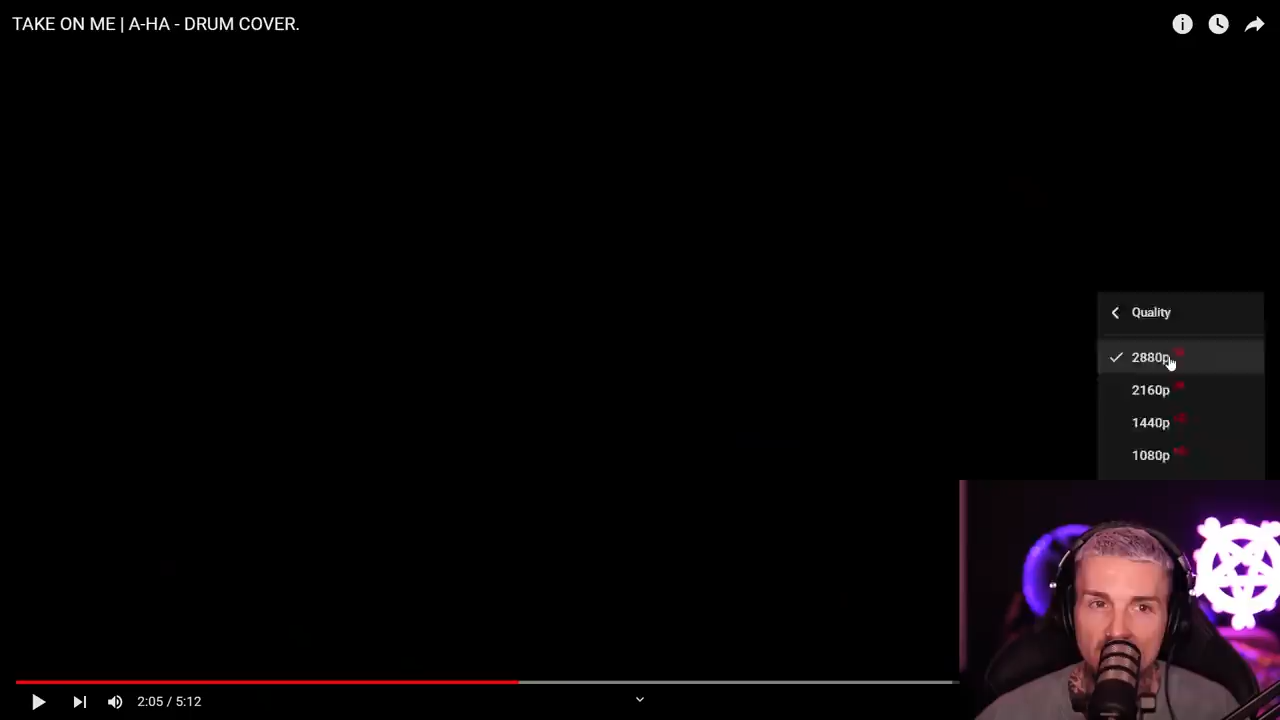 TAKE ON ME | A-HA - DRUM COVER.
Quality
2880p
2160p
1440p
1080p
2:05 / 5:12